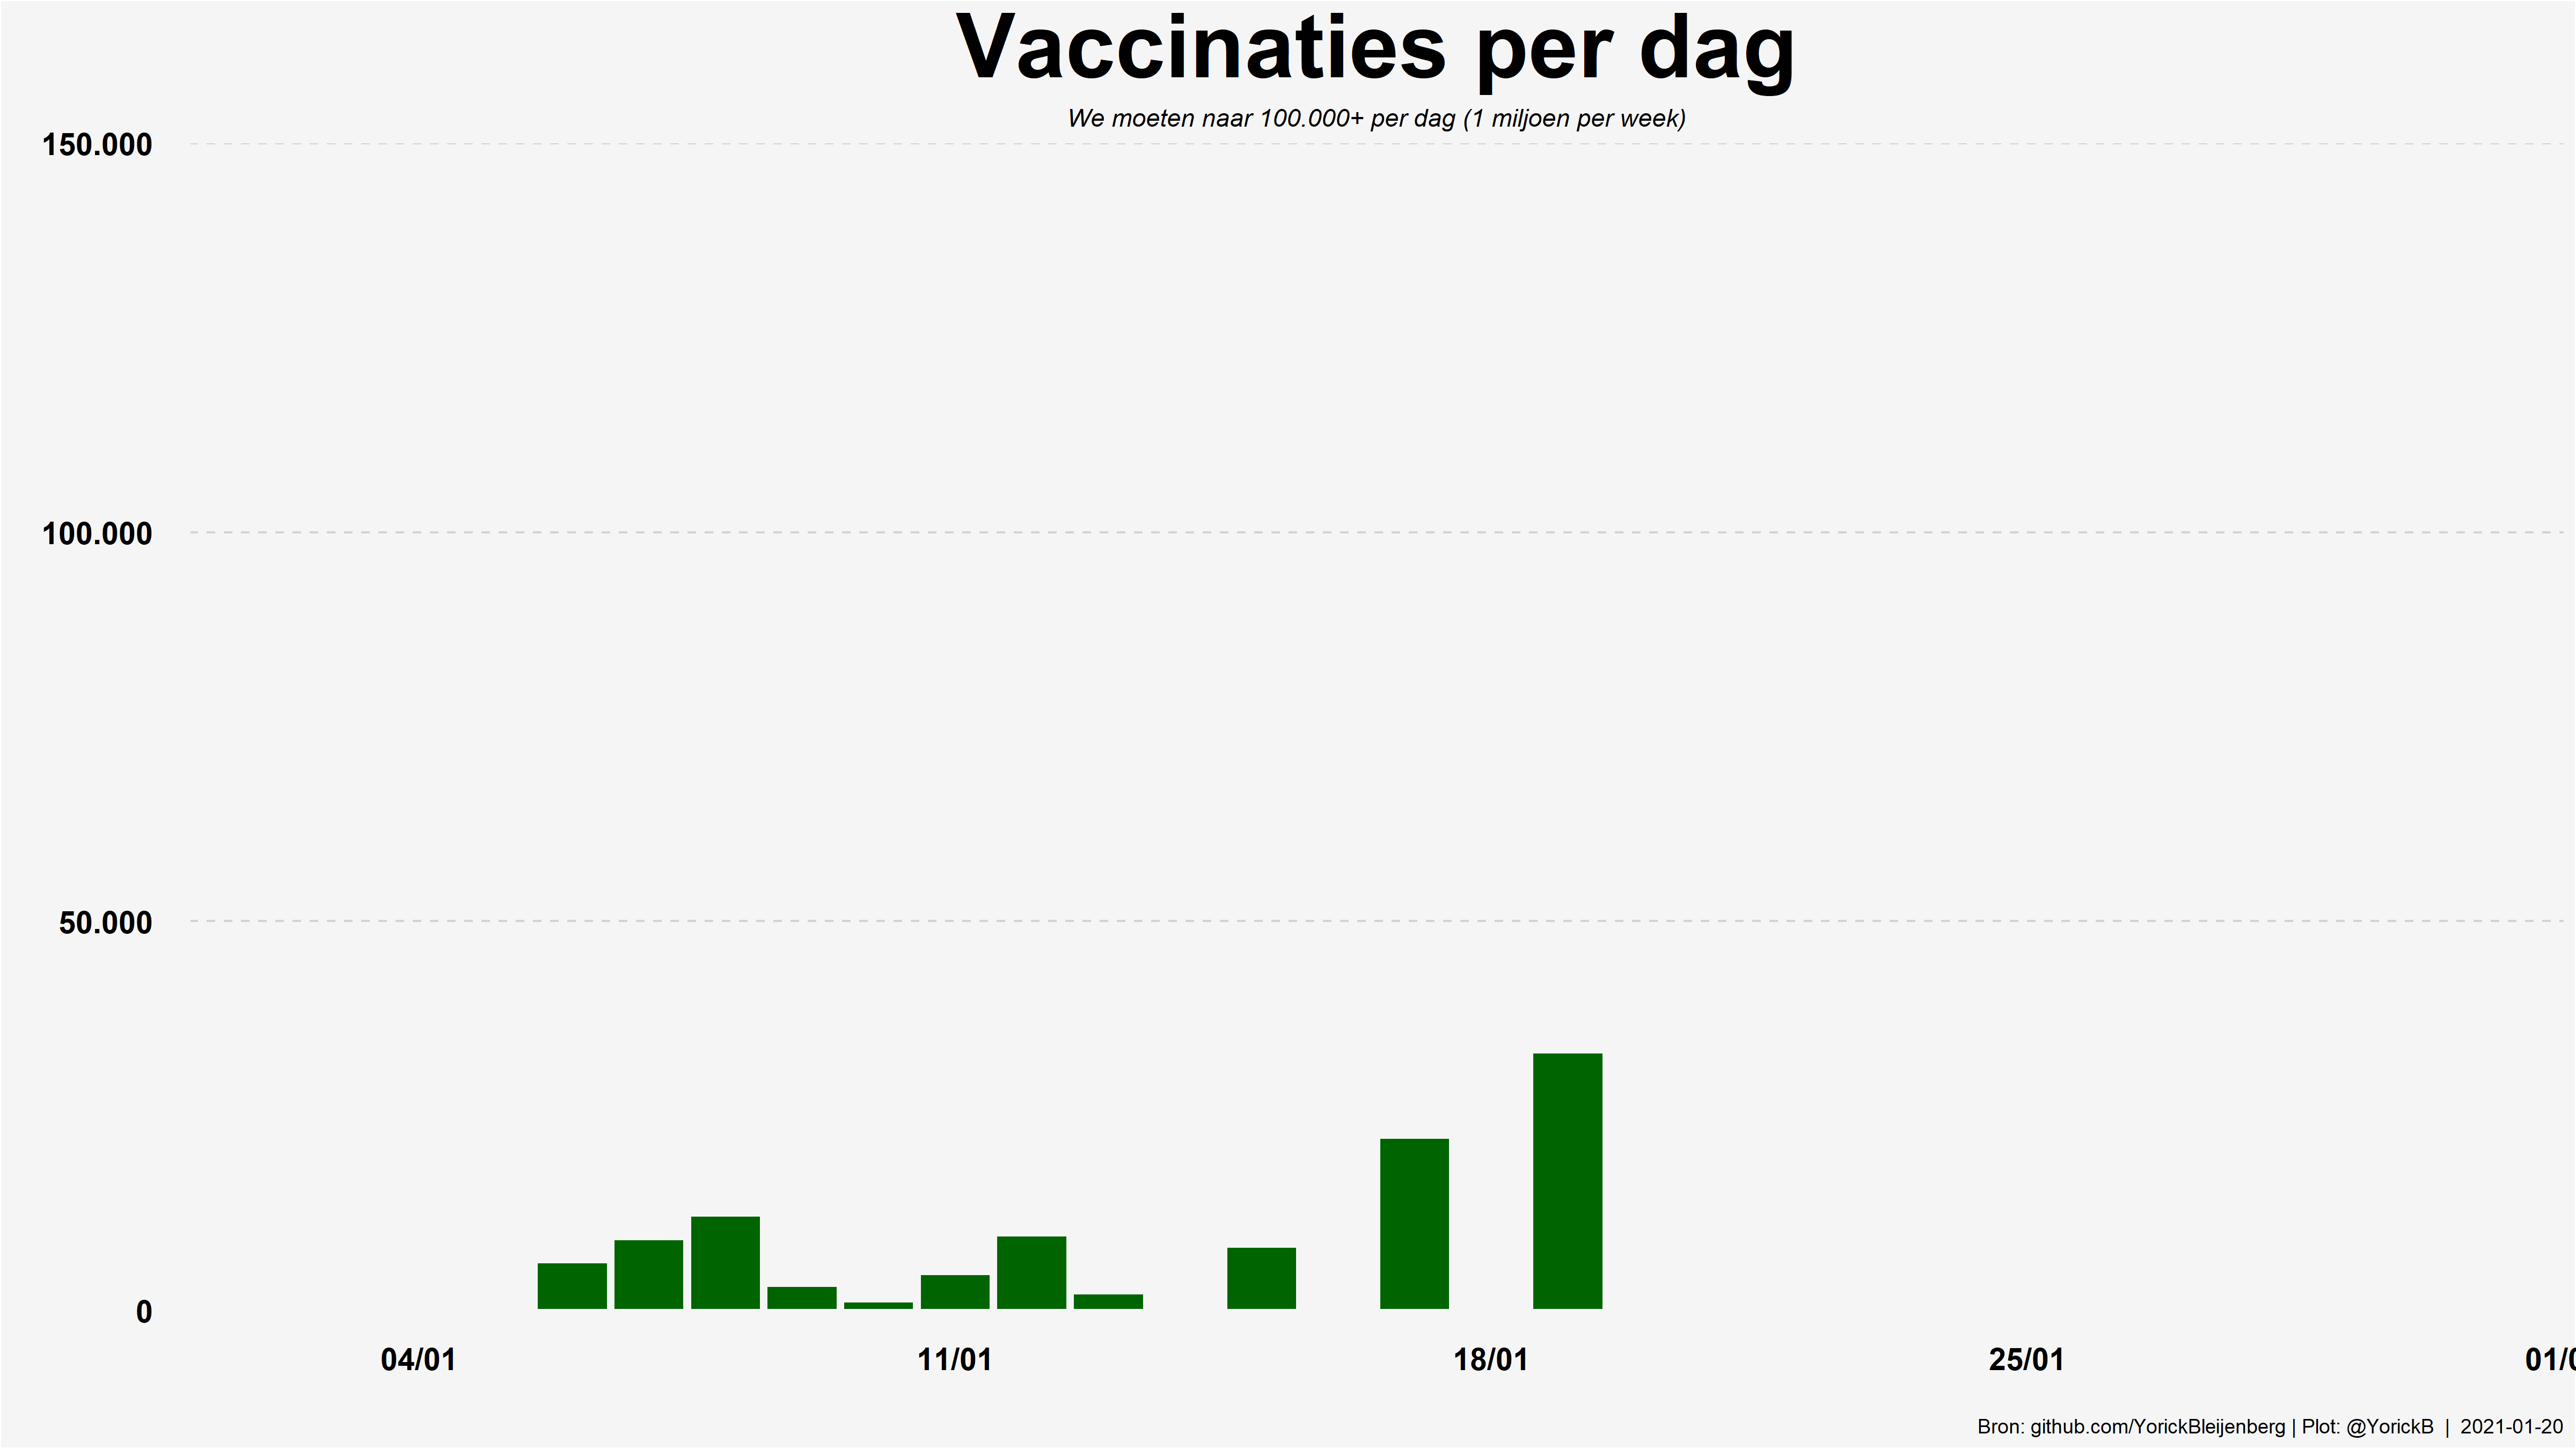 Vaccinaties per dag
We moeten naar 100.000+ per dag (1 miljoen per week)
150.000
100.000
50.000
0
04/01 11/01 18/01 25/01 01/0
Bron: github.com/YorickBleijenberg | Plot: @YorickB | 2021-01-20